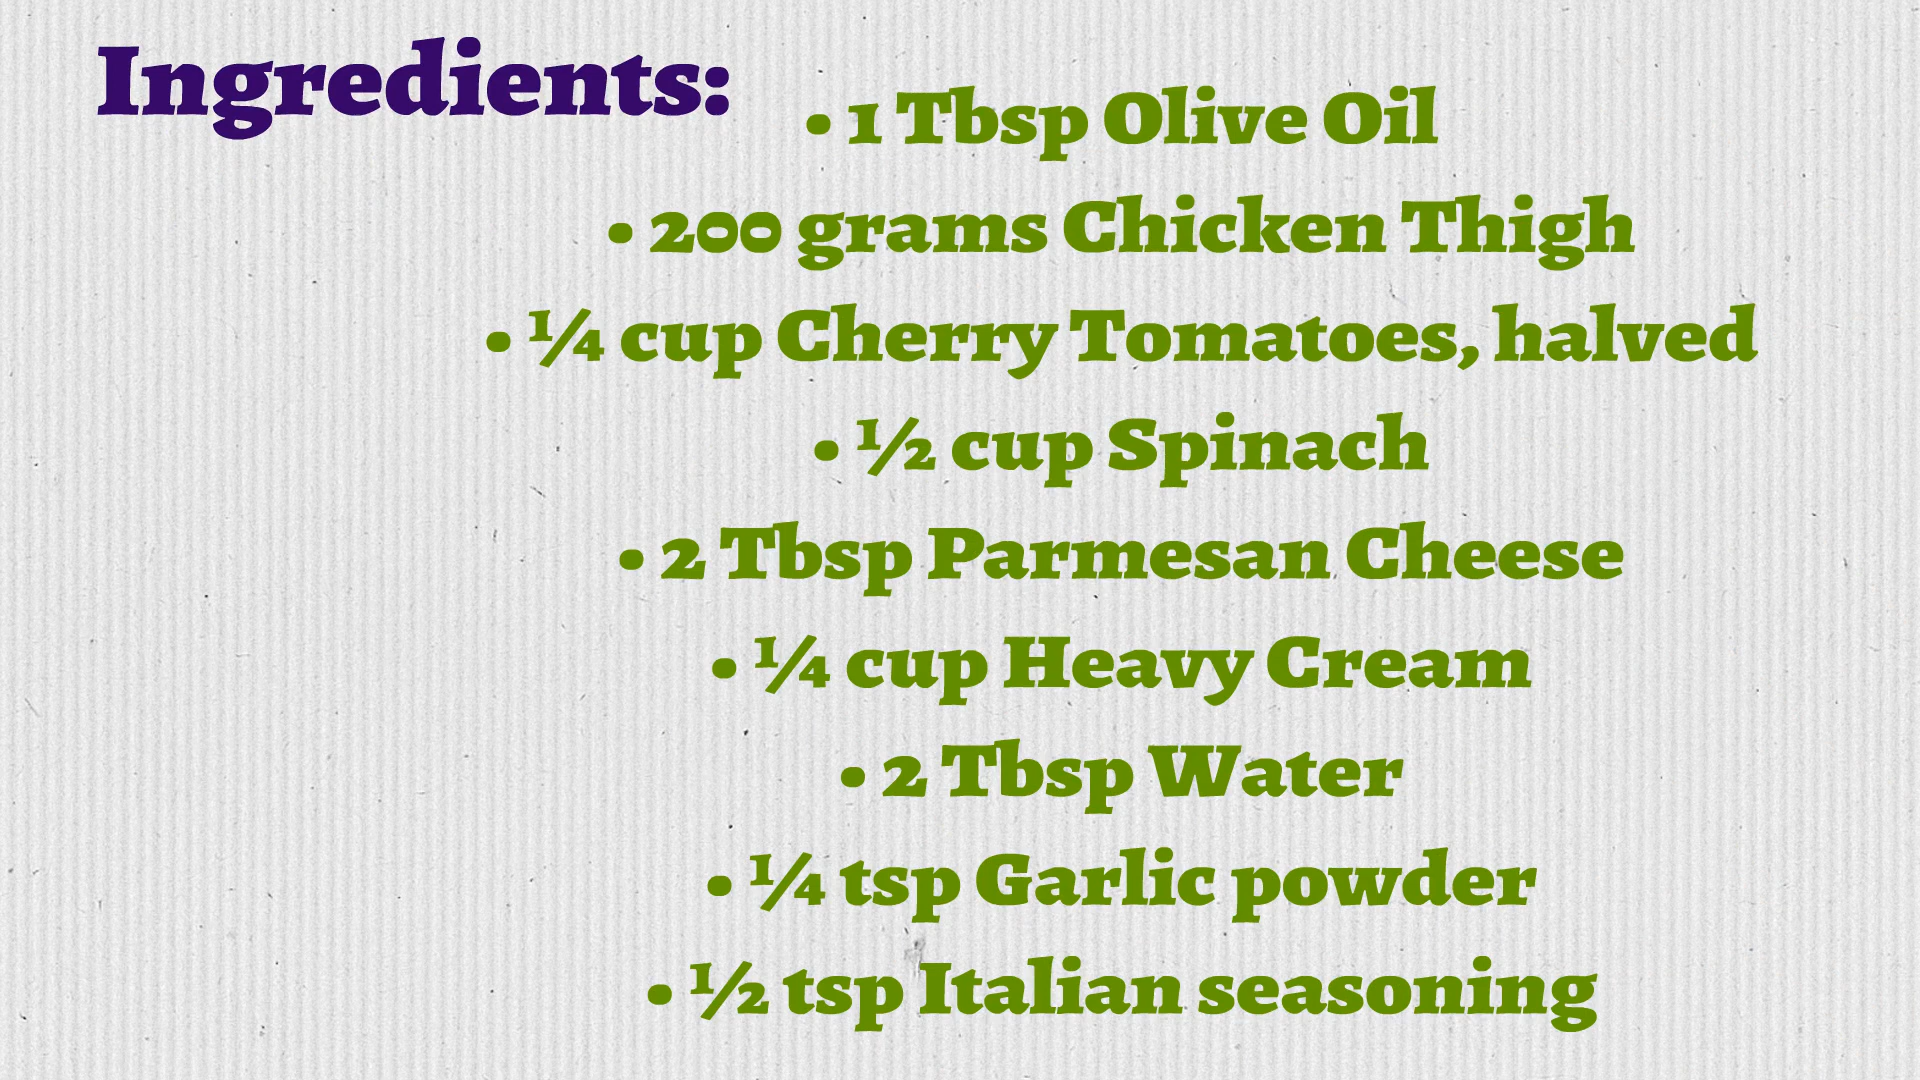 Ingredients:
• 1 Tbsp Olive Oil
• 200 grams Chicken Thigh
• ¼ cup Cherry Tomatoes, halved
• ½ cup Spinach
• 2 Tbsp Parmesan Cheese
• ¼ cup Heavy Cream
• 2 Tbsp Water
• ¼ tsp Garlic powder
• ½ tsp Italian seasoning